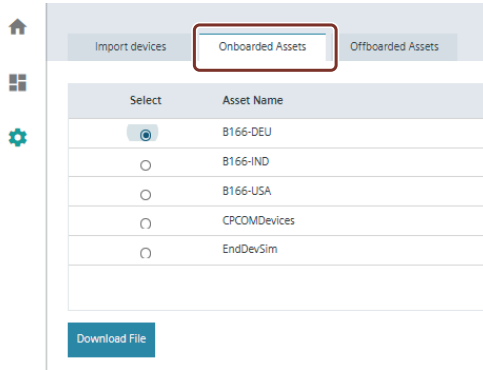 Import devices Onboarded Assets Offboarded Assets
Select Asset Name
B166-DEU
B166-IND
B166-USA
CPCOMDevices
EndDevSim
Download File